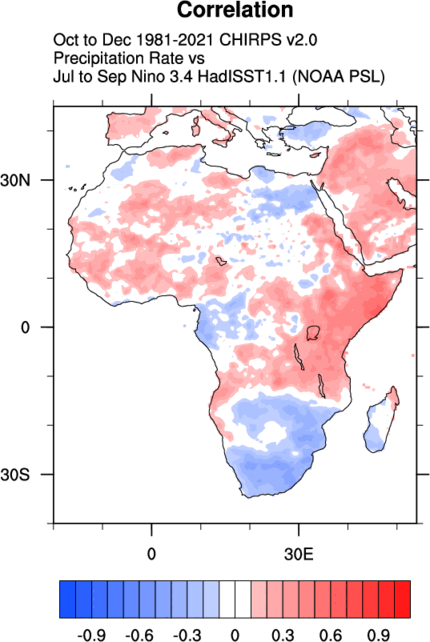 Correlation
Oct to Dec 1981-2021 CHIRPS v2.0
Precipitation Rate vs
Jul to Sep Nino 3.4 HadISST1.1 (NOAA PSL)
30N
0
30S
0 30E
-0.9 -0.6 -0.3 0 0.3 0.6 0.9